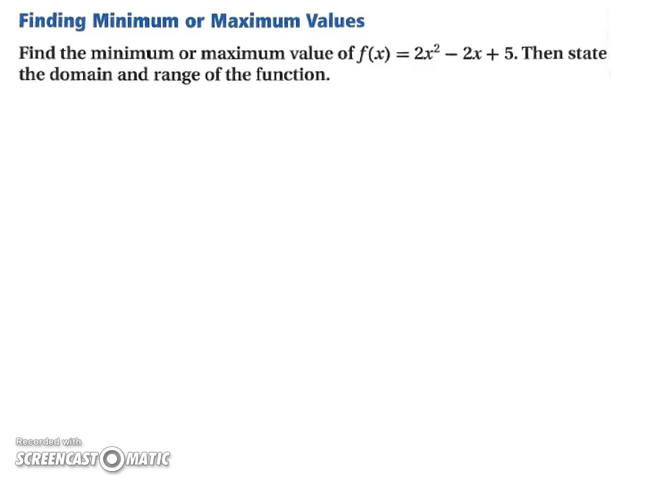 Finding Minimum or Maximum Values
Find the minimum or maximum value of f(x) = 2x² – 2x + 5. Then state
the domain and range of the function.
Recorded with
SCREENCAST-O-MATIC